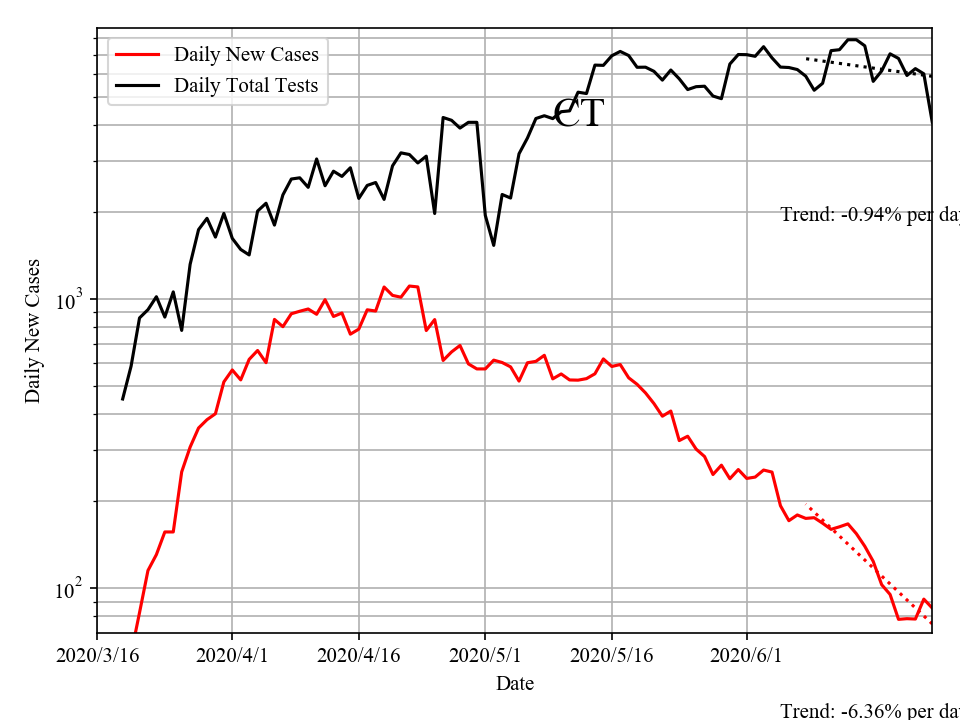 Daily New Cases
Daily Total Tests
CT
Trend: -0.94% per day
Daily New Cases
10^3
10^2
2020/3/16
2020/4/1
2020/4/16
2020/5/1
2020/5/16
2020/6/1
Date
Trend: -6.36% per day